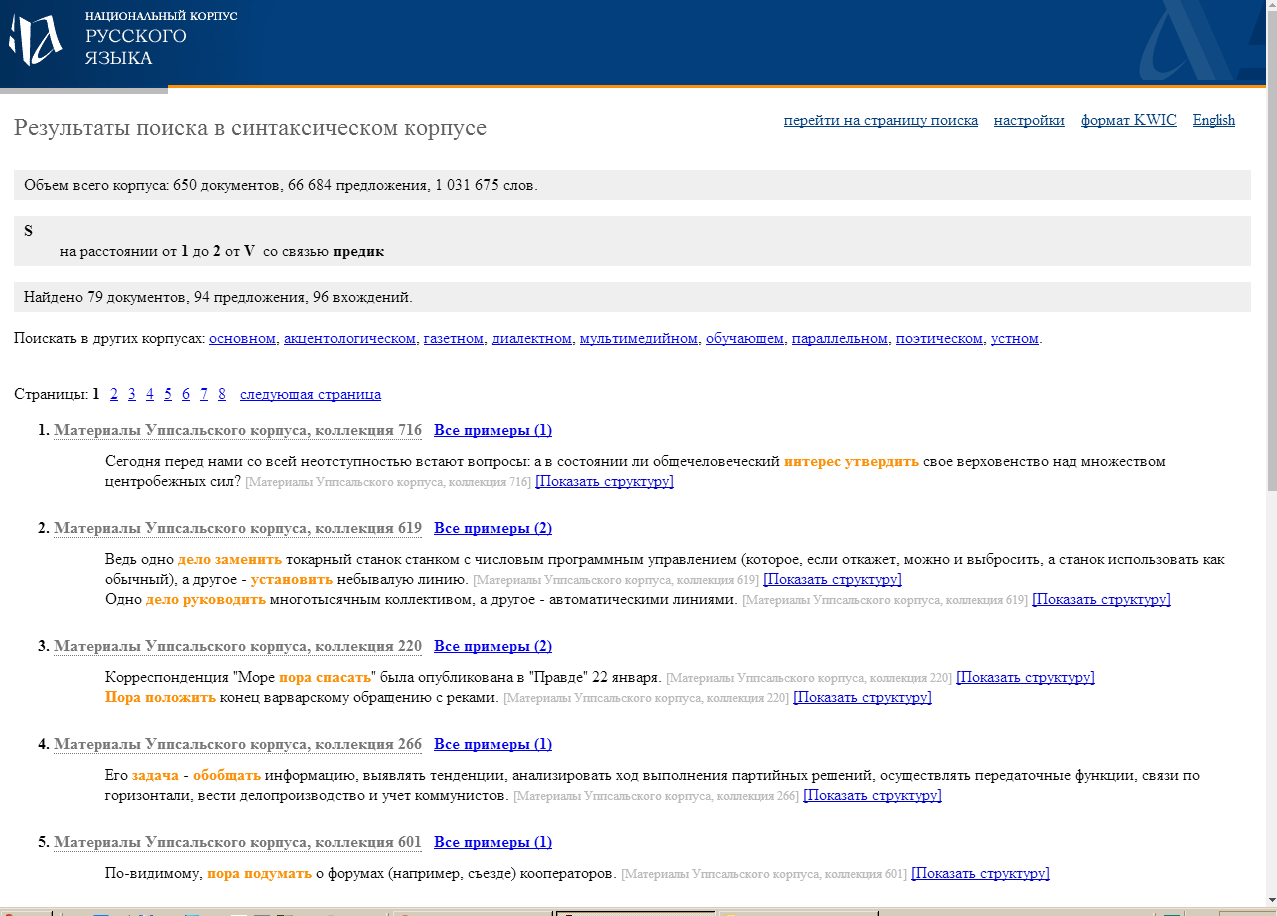 НАЦИОНАЛЬНЫЙ КОРПУС
РУССКОГО
ЯЗЫКА
Результаты поиска в синтаксическом корпусе
перейти на страницу поиска настройки формат KWIC English
Объем всего корпуса: 650 документов, 66 684 предложения, 1 031 675 слов.
S
на расстоянии от 1 до 2 от V со связью предик
Найдено 79 документов, 94 предложения, 96 вхождений.
Поискать в других корпусах: основном, акцентологическом, газетном, диалектном, мультимедийном, обучающем, параллельном, поэтическом, устном.
Страницы: 1 2 3 4 5 6 7 8 следующая страница
1. Материалы Уппсальского корпуса, коллекция 716 Все примеры (1)
Сегодня перед нами со всей неотступностью встают вопросы: а в состоянии ли общечеловеческий интерес утвердить свое верховенство над множеством
центробежных сил? [Материалы Уппсальского корпуса, коллекция 716] [Показать структуру]
2. Материалы Уппсальского корпуса, коллекция 619 Все примеры (2)
Ведь одно дело заменить токарный станок станком с числовым программным управлением (которое, если откажет, можно и выбросить, а станок использовать как
обычный), а другое - установить небывалую линию. [Материалы Уппсальского корпуса, коллекция 619] [Показать структуру]
Одно дело руководить многотысячным коллективом, а другое - автоматическими линиями. [Материалы Уппсальского корпуса, коллекция 619] [Показать структуру]
3. Материалы Уппсальского корпуса, коллекция 220 Все примеры (2)
Корреспонденция "Море пора спасать" была опубликована в "Правде" 22 января. [Материалы Уппсальского корпуса, коллекция 220] [Показать структуру]
Пора положить конец варварскому обращению с реками. [Материалы Уппсальского корпуса, коллекция 220] [Показать структуру]
4. Материалы Уппсальского корпуса, коллекция 266 Все примеры (1)
Его задача - обобщать информацию, выявлять тенденции, анализировать ход выполнения партийных решений, осуществлять передаточные функции, связи по
горизонтали, вести делопроизводство и учет коммунистов. [Материалы Уппсальского корпуса, коллекция 266] [Показать структуру]
5. Материалы Уппсальского корпуса, коллекция 601 Все примеры (1)
По-видимому, пора подумать о форумах (например, съезде) кооператоров. [Материалы Уппсальского корпуса, коллекция 601] [Показать структуру]